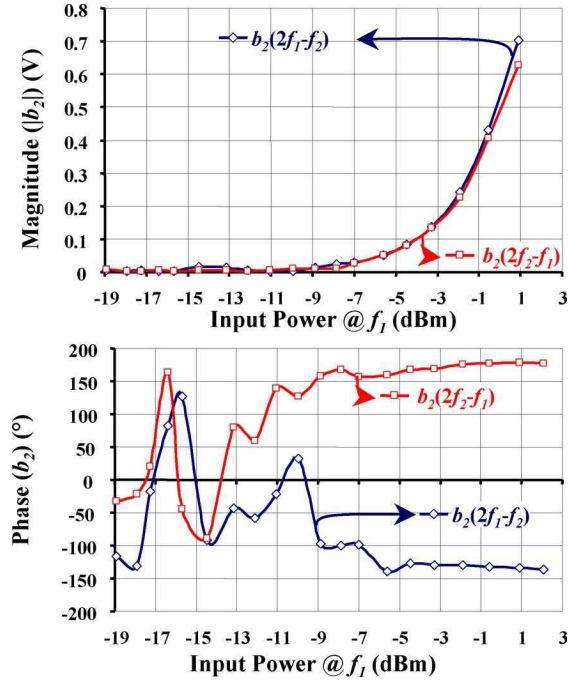 Magnitude (|b2|) (V)
0.8
0.7
0.6
0.5
0.4
0.3
0.2
0.1
0
b2(2f1-f2)
b2(2f2-f1)
-19 -17 -15 -13 -11 -9 -7 -5 -3 -1 1
Input Power @ f1 (dBm)
Phase (b2) (°)
200
150
100
50
0
-50
-100
-150
-200
b2(2f2-f1)
b2(2f1-f2)
-19 -17 -15 -13 -11 -9 -7 -5 -3 -1 1 3
Input Power @ f1 (dBm)